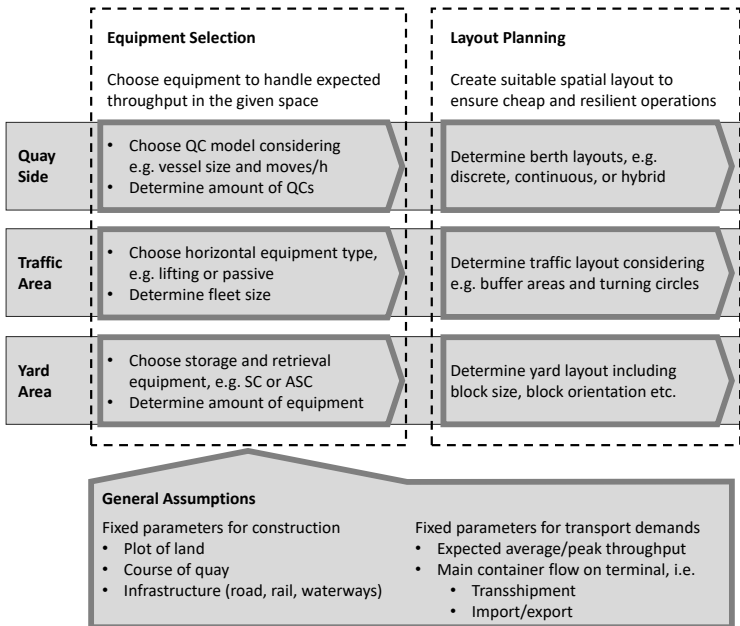 Equipment Selection
Choose equipment to handle expected
throughput in the given space
Layout Planning
Create suitable spatial layout to
ensure cheap and resilient operations
Quay
Side
• Choose QC model considering
e.g. vessel size and moves/h
• Determine amount of QCs
Determine berth layouts, e.g.
discrete, continuous, or hybrid
Traffic
Area
• Choose horizontal equipment type,
e.g. lifting or passive
• Determine fleet size
Determine traffic layout considering
e.g. buffer areas and turning circles
Yard
Area
• Choose storage and retrieval
equipment, e.g. SC or ASC
• Determine amount of equipment
Determine yard layout including
block size, block orientation etc.
General Assumptions
Fixed parameters for construction
• Plot of land
• Course of quay
• Infrastructure (road, rail, waterways)
Fixed parameters for transport demands
• Expected average/peak throughput
• Main container flow on terminal, i.e.
• Transshipment
• Import/export